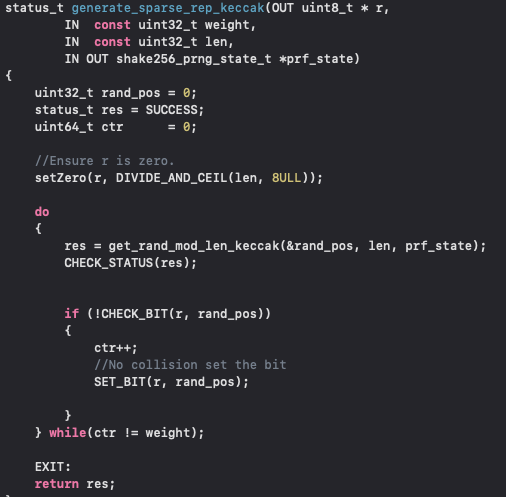 status_t generate_sparse_rep_keccak(OUT uint8_t * r,
        IN  const uint32_t weight,
        IN  const uint32_t len,
        IN OUT shake256_prng_state_t *prf_state)
{
    uint32_t rand_pos = 0;
    status_t res = SUCCESS;
    uint64_t ctr      = 0;

    //Ensure r is zero.
    setZero(r, DIVIDE_AND_CEIL(len, 8ULL));

    do
    {
        res = get_rand_mod_len_keccak(&rand_pos, len, prf_state);
        CHECK_STATUS(res);


        if (!CHECK_BIT(r, rand_pos))
        {
            ctr++;
            //No collision set the bit
            SET_BIT(r, rand_pos);

        }
    } while(ctr != weight);

    EXIT:
    return res;